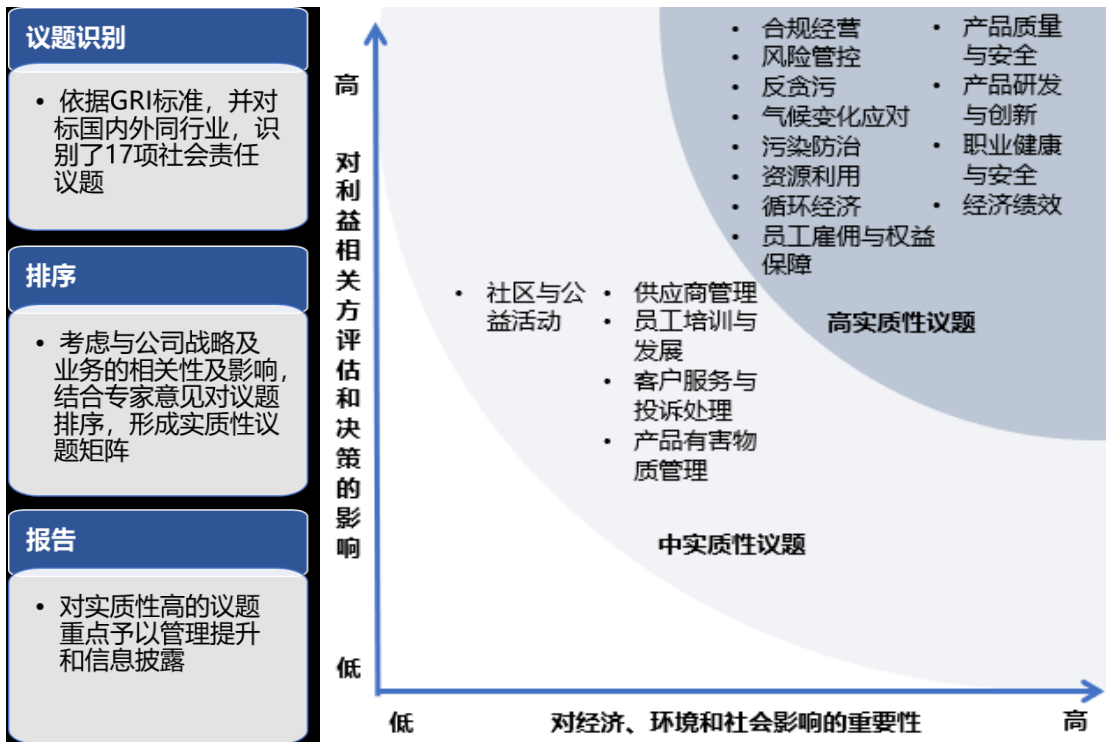 议题识别
• 依据GRI标准，并对
标国内外同行业，识
别了17项社会责任
议题
排序
• 考虑与公司战略及
业务的相关性及影响，
结合专家意见对议题
排序，形成实质性议
题矩阵
报告
• 对实质性高的议题
重点予以管理提升
和信息披露
高
对利益相关方评估和决策的影响
低
• 合规经营
• 风险管控
• 反贪污
• 气候变化应对
• 污染防治
• 资源利用
• 循环经济
• 员工雇佣与权益
保障
• 产品质量
与安全
• 产品研发
与创新
• 职业健康
与安全
• 经济绩效
高实质性议题
• 社区与公
益活动
• 供应商管理
• 员工培训与
发展
• 客户服务与
投诉处理
• 产品有害物
质管理
中实质性议题
低
对经济、环境和社会影响的重要性
高